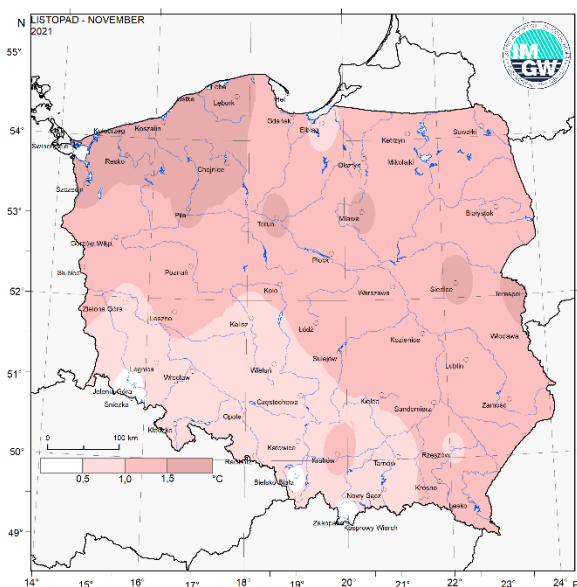 N
LISTOPAD - NOVEMBER
2021
IM
GW
55°
54°
53°
52°
51°
50°
49°
Łeba
Ustka
Lębork
Hel
Kołobrzeg
Koszalin
Gdańsk
Elbląg
Kętrzyn
Suwałki
Świnoujście
Resko
Chojnice
Olsztyn
Mikołajki
Szczecin
Piła
Toruń
Mława
Białystok
Gorzów Wlkp.
Słubice
Poznań
Płock
Koło
Warszawa
Siedlce
Terespol
Zielona Góra
Leszno
Kalisz
Łódź
Kozienice
Włodawa
Legnica
Wrocław
Wieluń
Sulejów
Lublin
Jelenia Góra
Śnieżka
Częstochowa
Kielce
Sandomierz
Zamość
Opole
Kłodzko
0
100 km
Racibórz
Katowice
Kraków
Tarnów
Rzeszów
0,5
1,0
1,5
°C
Bielsko-Biała
Nowy Sącz
Krosno
Lesko
Zakopane
Kasprowy Wierch
14°
15°
16°
17°
18°
19°
20°
21°
22°
23°
24°
E